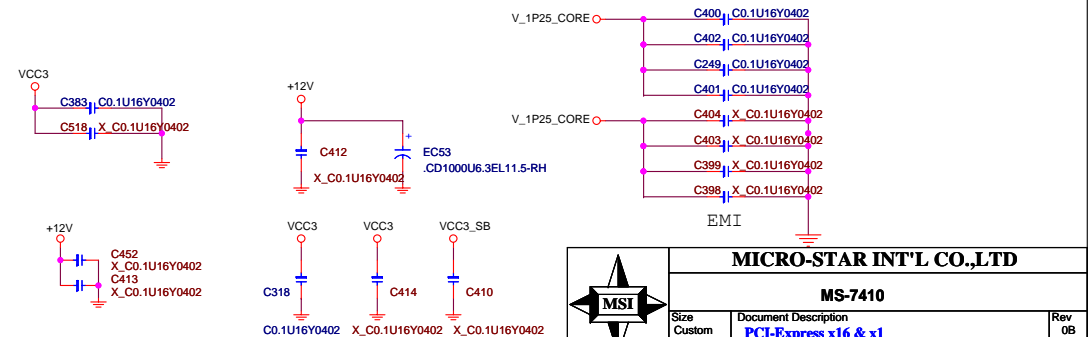 V_1P25_CORE
C400 C0.1U16Y0402
C402 C0.1U16Y0402
C249 C0.1U16Y0402
C401 C0.1U16Y0402
V_1P25_CORE
C404 X_C0.1U16Y0402
C403 X_C0.1U16Y0402
C399 X_C0.1U16Y0402
C398 X_C0.1U16Y0402
EMI
VCC3
C383 C0.1U16Y0402
C518 X_C0.1U16Y0402
+12V
C412
X_C0.1U16Y0402
+
EC53
.CD1000U6.3EL11.5-RH
+12V
C452
X_C0.1U16Y0402
C413
X_C0.1U16Y0402
VCC3
C318
C0.1U16Y0402
VCC3
C414
X_C0.1U16Y0402
VCC3_SB
C410
X_C0.1U16Y0402
MSI
MICRO-STAR INT'L CO.,LTD
MS-7410
Size
Custom
Document Description
PCI-Express x16 & x1
Rev
0B